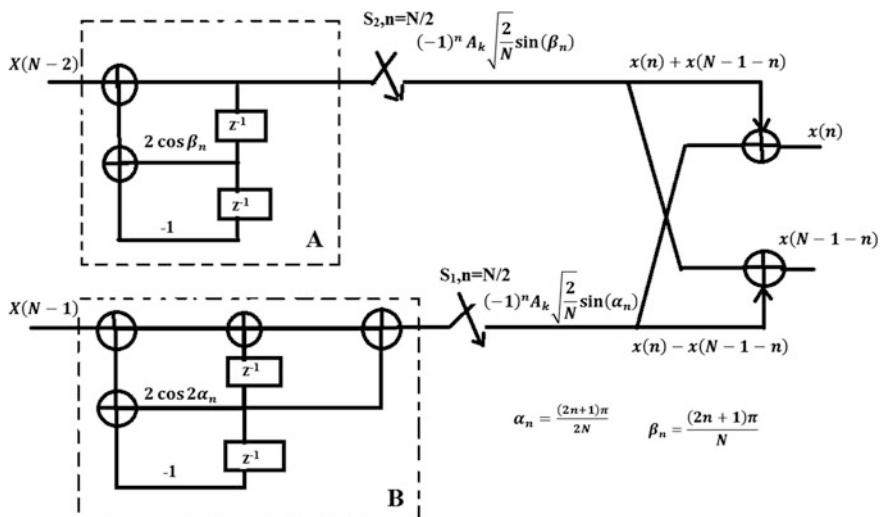 S₂,n=N/2
X(N − 2)
(−1)ⁿ A_k √(2/N) sin(β_n)
x(n) + x(N − 1 − n)
z⁻¹
x(n)
2 cos β_n
z⁻¹
-1
A
x(N − 1 − n)
S₁,n=N/2
X(N − 1)
(−1)ⁿ A_k √(2/N) sin(α_n)
x(n) − x(N − 1 − n)
z⁻¹
2 cos 2α_n
α_n = (2n+1)π/2N
β_n = (2n + 1)π/N
z⁻¹
-1
B